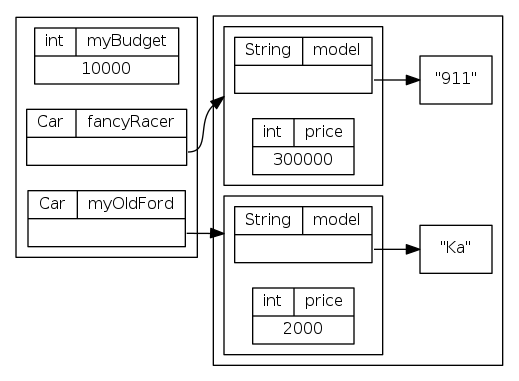 int myBudget
10000
Car fancyRacer
Car myOldFord
String model
"911"
int price
300000
String model
"Ka"
int price
2000